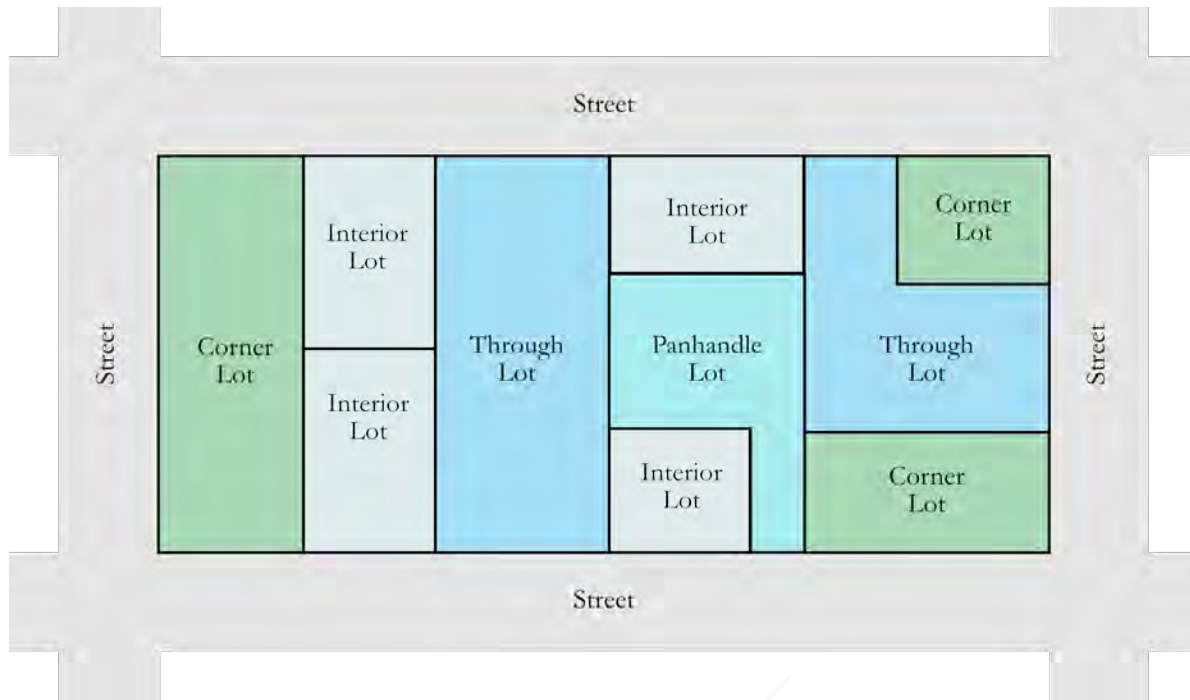 Street
Interior
Lot
Corner
Lot
Interior
Lot
Through
Lot
Interior
Lot
Panhandle
Lot
Interior
Lot
Corner
Lot
Through
Lot
Corner
Lot
Street
Street
Street